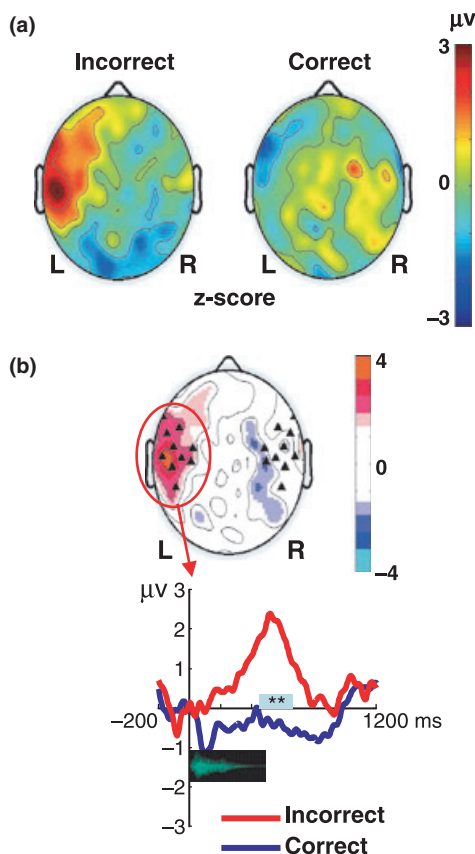 (a)
μv
Incorrect Correct
3
0
−3
L R L R
z-score
(b)
4
0
−4
L R
μv
3
2
1
**
−200 1200 ms
-1
−2
−3
Incorrect
Correct